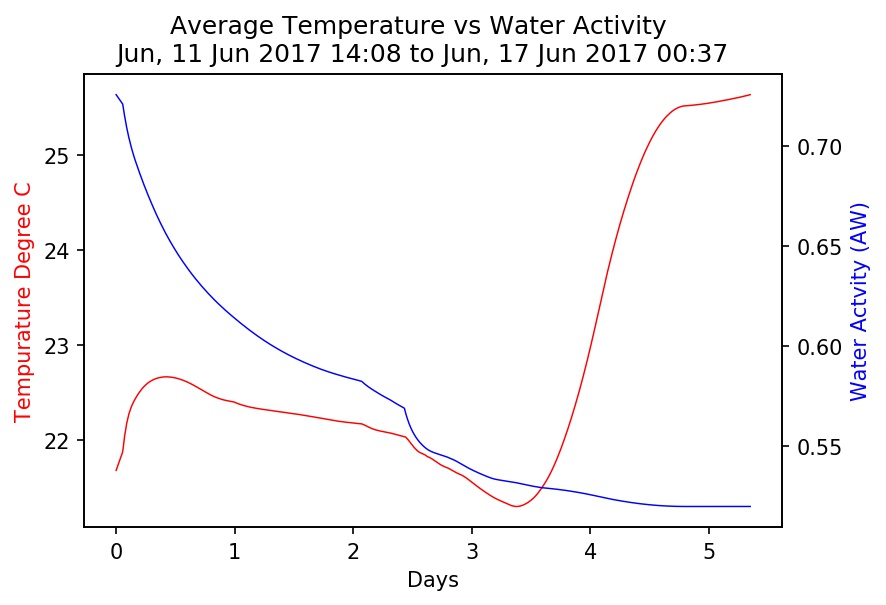 Average Temperature vs Water Activity
Jun, 11 Jun 2017 14:08 to Jun, 17 Jun 2017 00:37
Tempurature Degree C
25
24
23
22
0.70
0.65
0.60
0.55
Water Actvity (AW)
0 1 2 3 4 5
Days